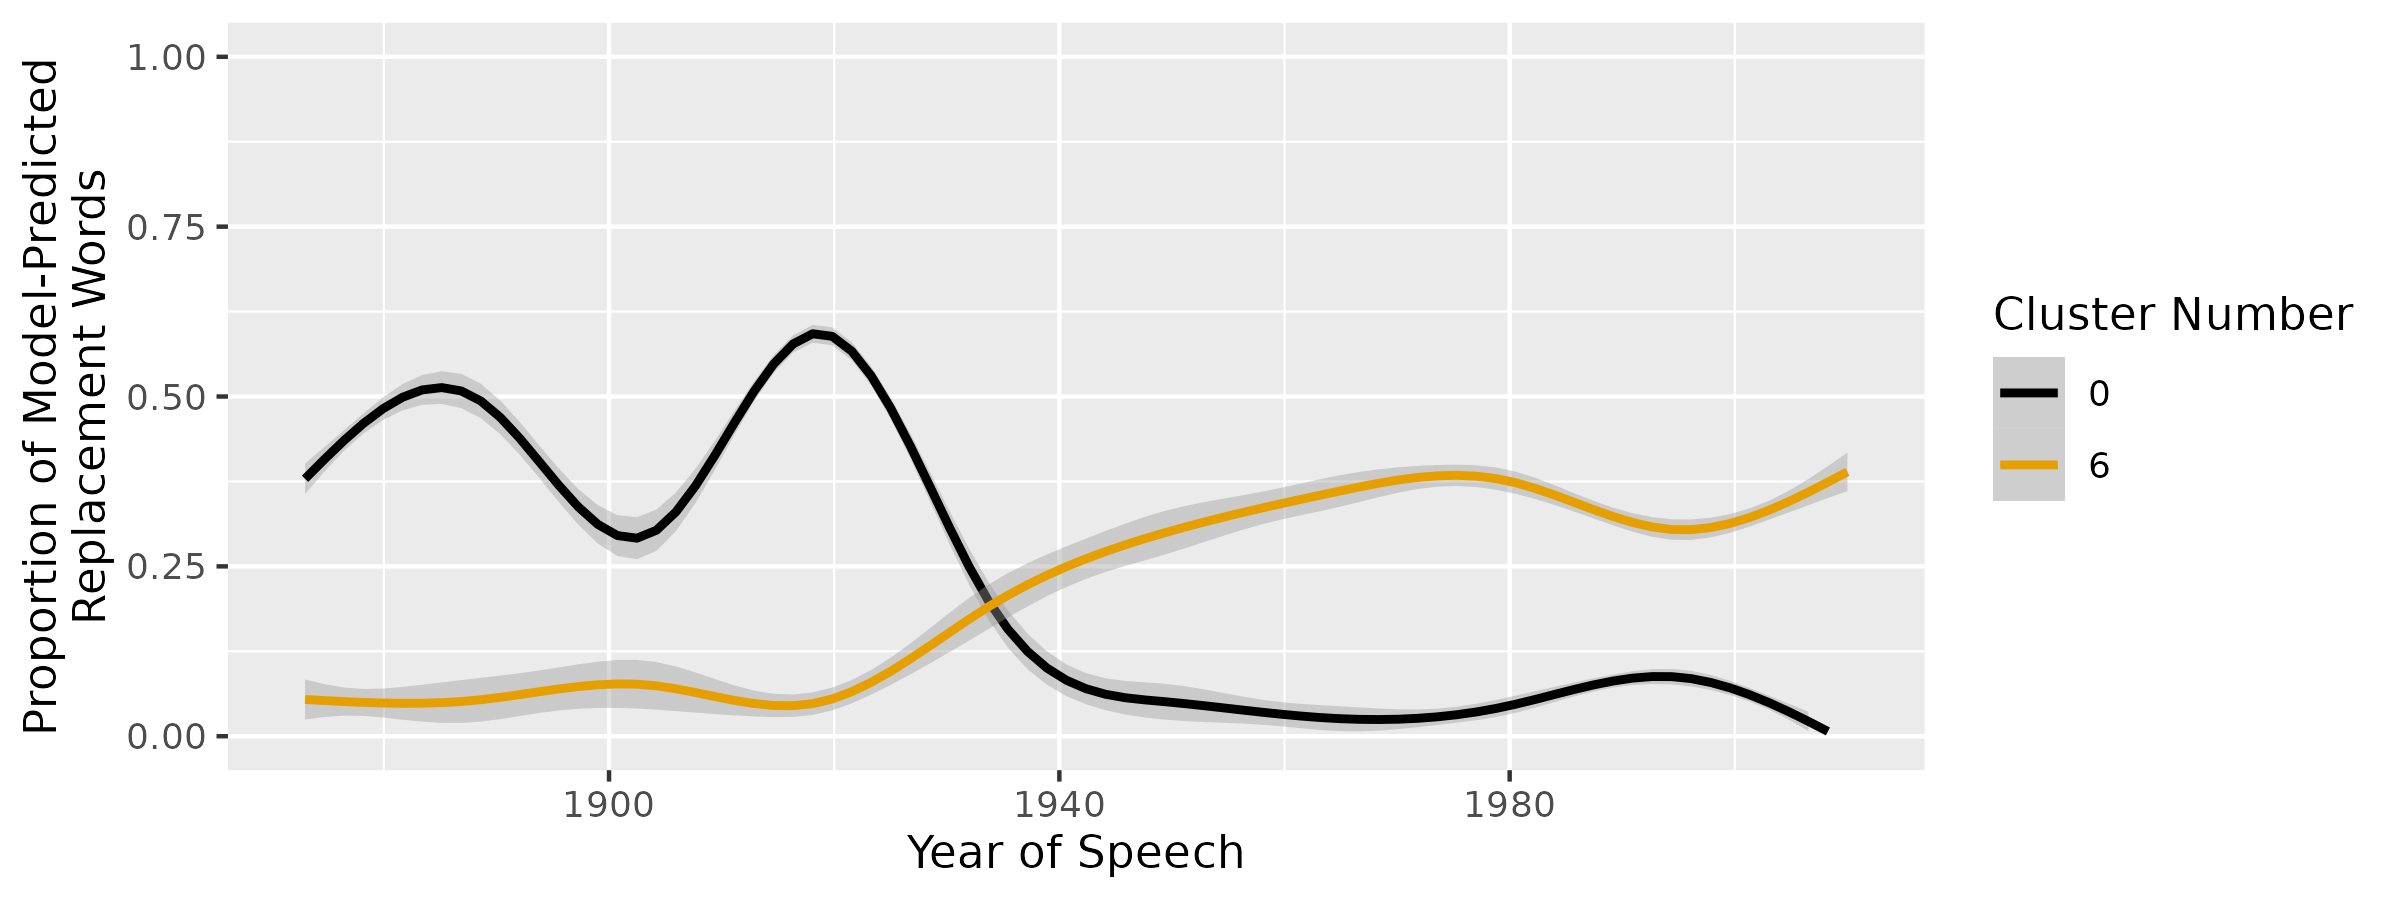 Proportion of Model-Predicted
Replacement Words
1.00
0.75
0.50
0.25
0.00
1900
1940
1980
Year of Speech
Cluster Number
0
6